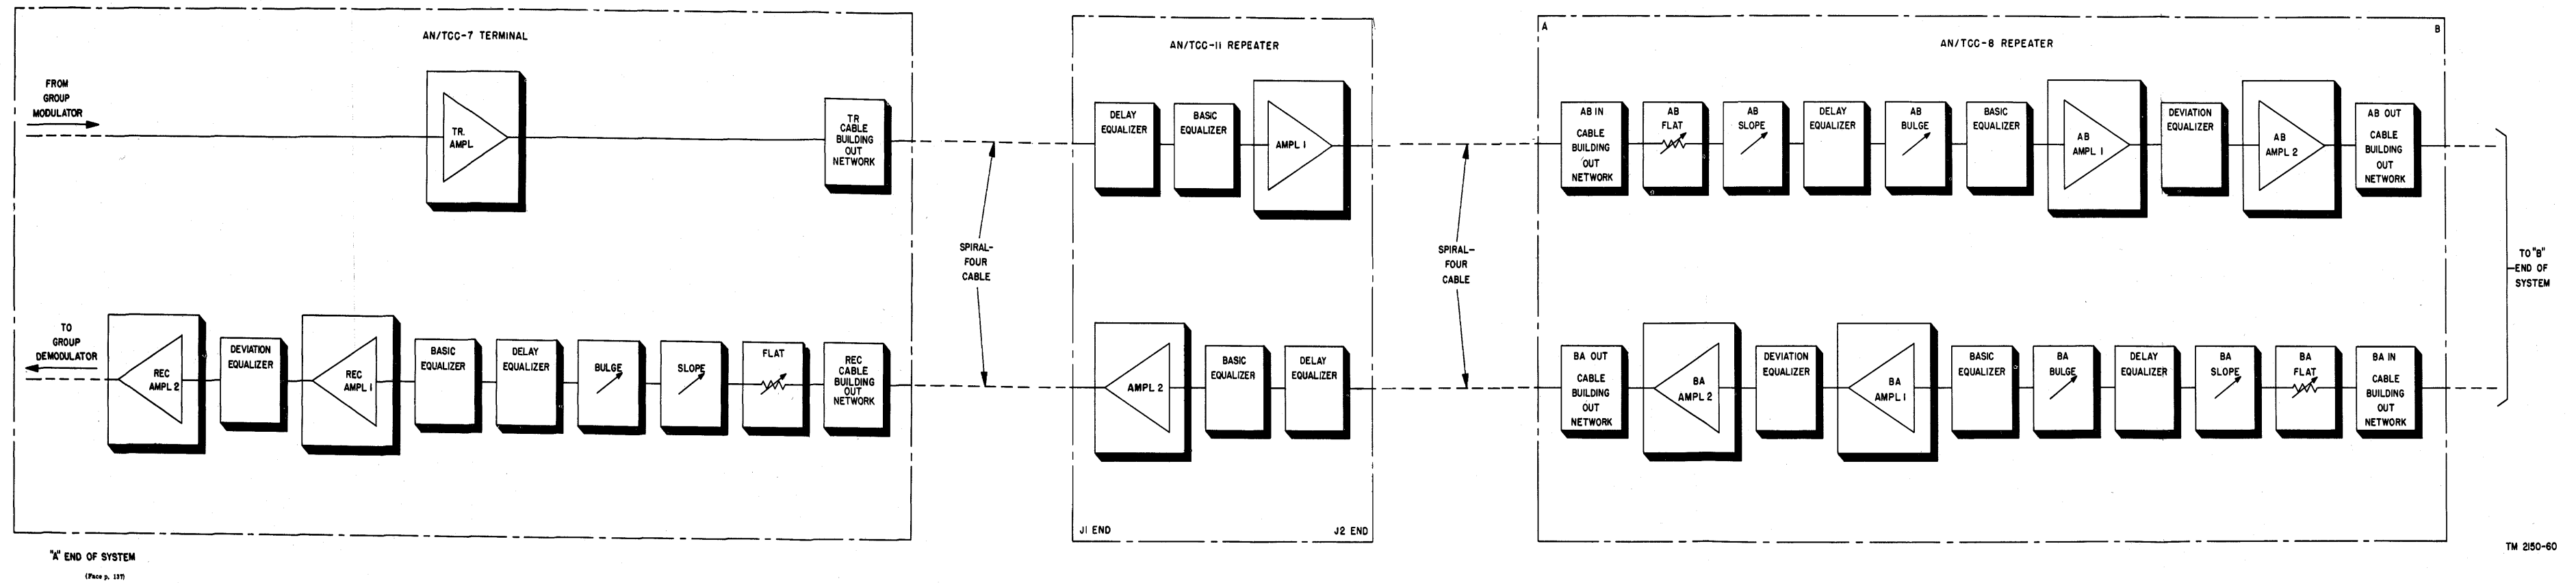 AN/TCC-7 TERMINAL
FROM
GROUP
MODULATOR
TR.
AMPL
TR
CABLE
BUILDING
OUT
NETWORK
TO
GROUP
DEMODULATOR
REC
AMPL 2
DEVIATION
EQUALIZER
REC
AMPL 1
BASIC
EQUALIZER
DELAY
EQUALIZER
BULGE
SLOPE
FLAT
REC
CABLE
BUILDING
OUT
NETWORK
SPIRAL-
FOUR
CABLE
AN/TCC-11 REPEATER
DELAY
EQUALIZER
BASIC
EQUALIZER
AMPL 1
AMPL 2
BASIC
EQUALIZER
DELAY
EQUALIZER
J1 END
J2 END
SPIRAL-
FOUR
CABLE
A
B
AN/TCC-8 REPEATER
AB IN
CABLE
BUILDING
OUT
NETWORK
AB
FLAT
AB
SLOPE
DELAY
EQUALIZER
AB
BULGE
BASIC
EQUALIZER
AB
AMPL 1
DEVIATION
EQUALIZER
AB
AMPL 2
AB OUT
CABLE
BUILDING
OUT
NETWORK
BA OUT
CABLE
BUILDING
OUT
NETWORK
BA
AMPL 2
DEVIATION
EQUALIZER
BA
AMPL 1
BASIC
EQUALIZER
BA
BULGE
DELAY
EQUALIZER
BA
SLOPE
BA
FLAT
BA IN
CABLE
BUILDING
OUT
NETWORK
TO "B"
END OF
SYSTEM
"A" END OF SYSTEM
(Face p. 137)
TM 2150-60